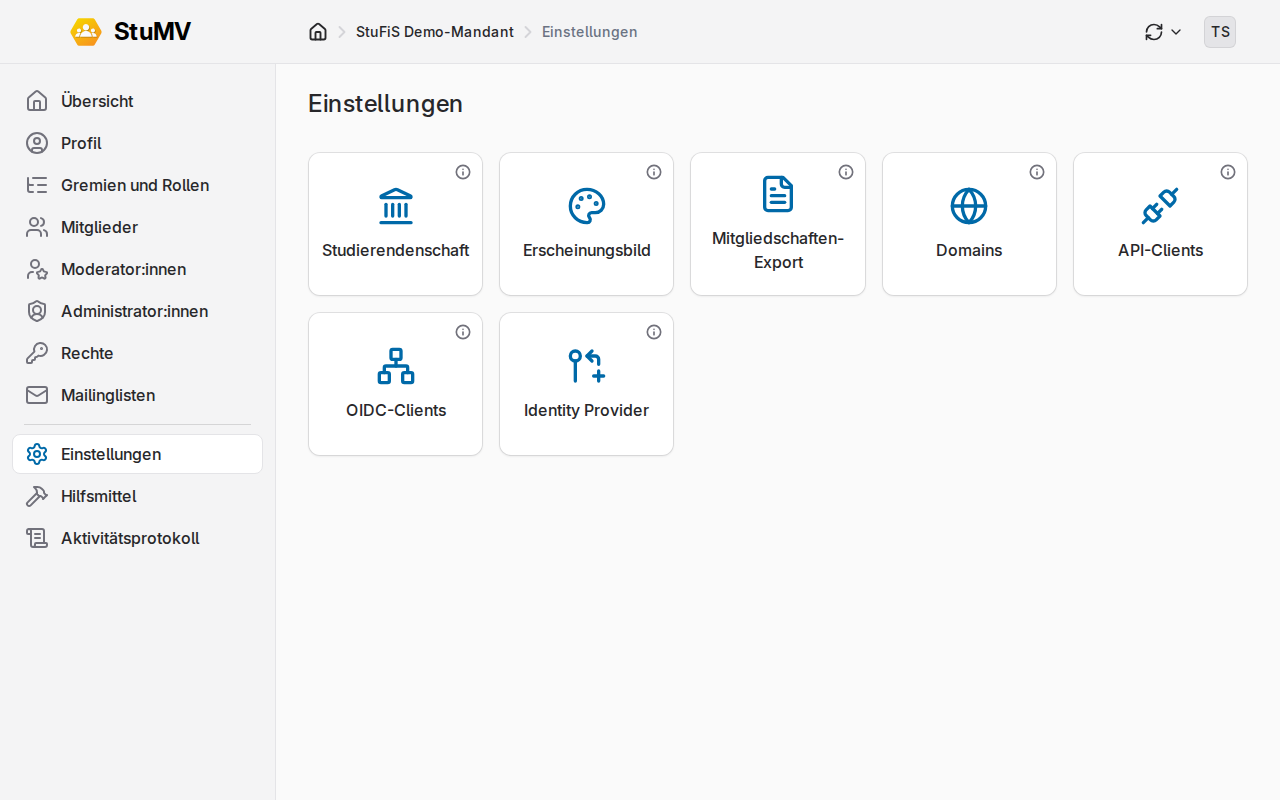 StuMV
StuFiS Demo-Mandant
Einstellungen
TS
Übersicht
Profil
Gremien und Rollen
Mitglieder
Moderator:innen
Administrator:innen
Rechte
Mailinglisten
Einstellungen
Hilfsmittel
Aktivitätsprotokoll
Einstellungen
Studierendenschaft
Erscheinungsbild
Mitgliedschaften-
Export
Domains
API-Clients
OIDC-Clients
Identity Provider